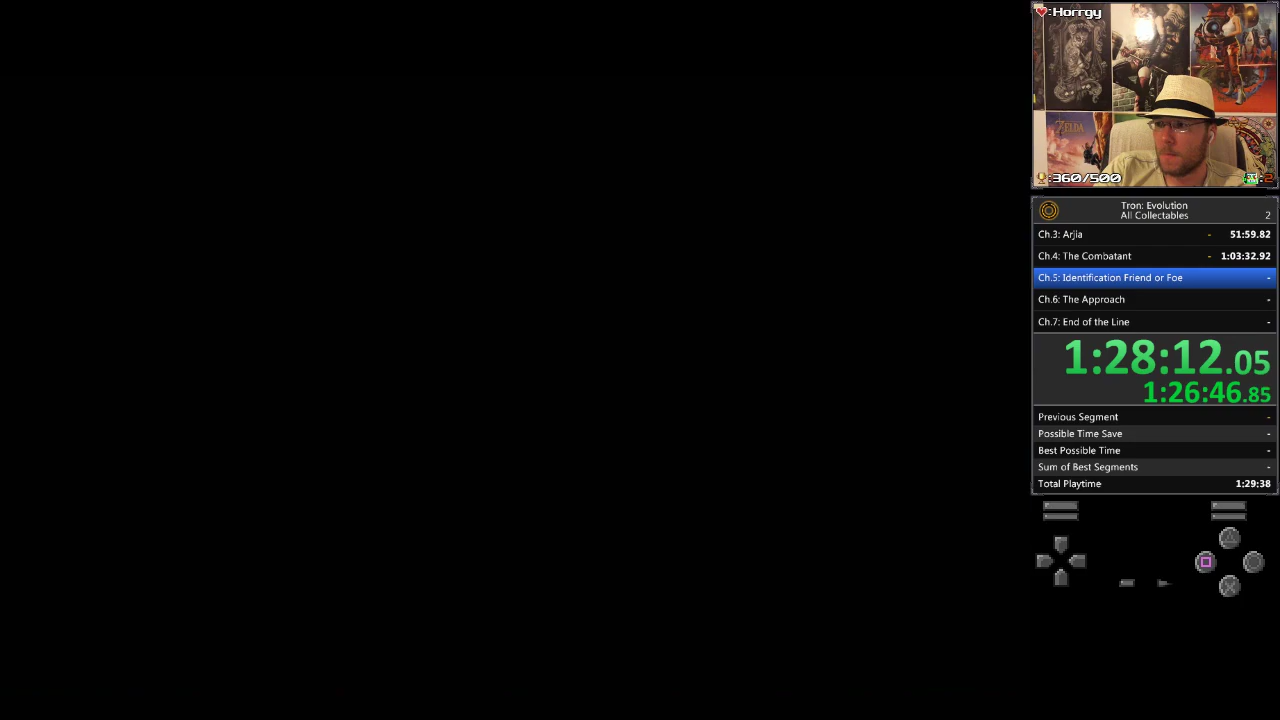 :Horrgy
ZELDA
:360/500
:2
Tron: Evolution
All Collectables 2
Ch.3: Arjia - 51:59.82
Ch.4: The Combatant - 1:03:32.92
Ch.5: Identification Friend or Foe -
Ch.6: The Approach -
Ch.7: End of the Line -
1:28:12.05
1:26:46.85
Previous Segment -
Possible Time Save -
Best Possible Time -
Sum of Best Segments -
Total Playtime 1:29:38